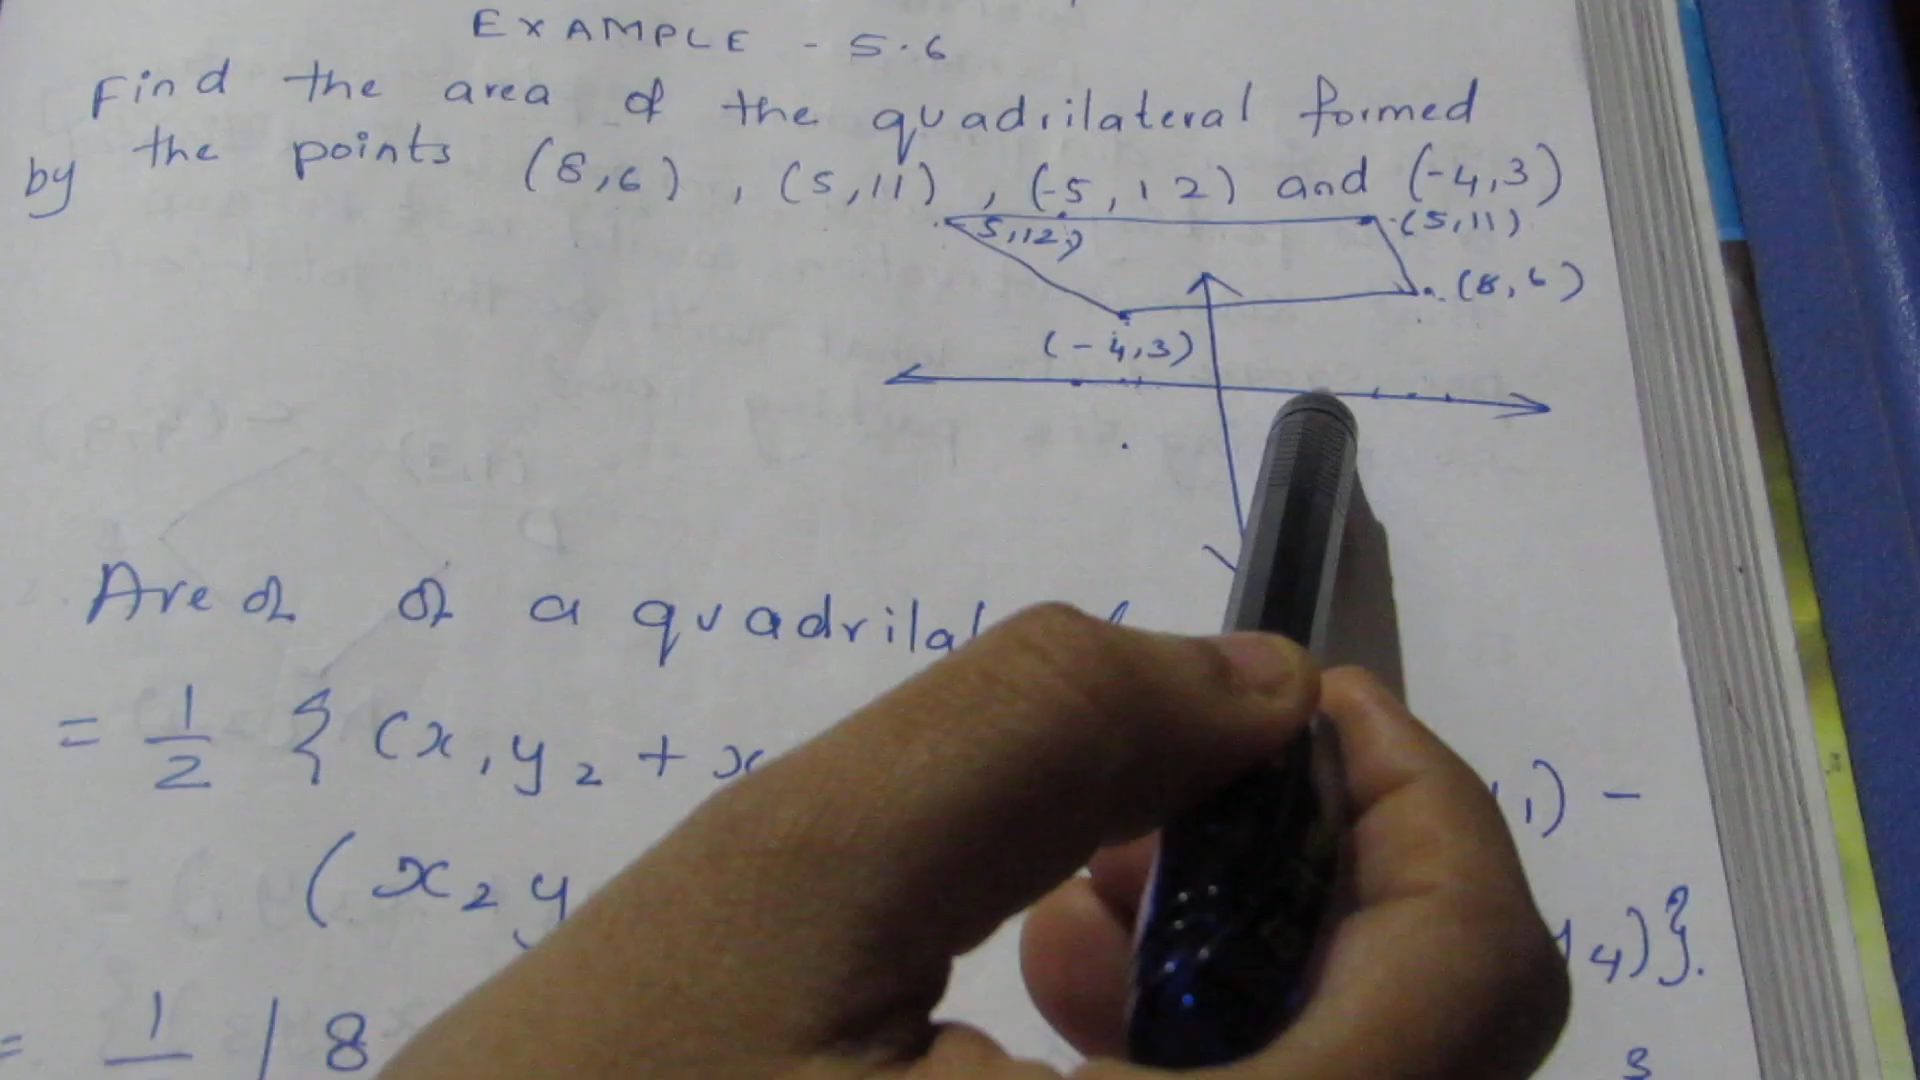 EXAMPLE - 5.6
Find the area of the quadrilateral formed
by the points (8,6), (5,11), (-5,12) and (-4,3)
-5,12)
(5,11)
(8,6)
(-4,3)
Area of a quadrilat
= 1/2 { (x₁y₂ + x 1) -
(x₂y y₄)}.
= 1 | 8
3